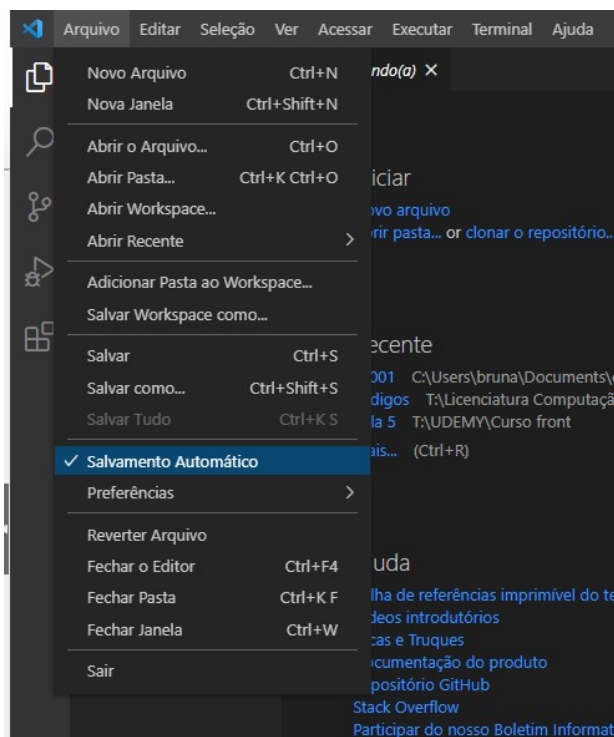 Arquivo Editar Seleção Ver Acessar Executar Terminal Ajuda
Novo Arquivo Ctrl+N
Nova Janela Ctrl+Shift+N
Abrir o Arquivo... Ctrl+O
Abrir Pasta... Ctrl+K Ctrl+O
Abrir Workspace...
Abrir Recente
Adicionar Pasta ao Workspace...
Salvar Workspace como...
Salvar Ctrl+S
Salvar como... Ctrl+Shift+S
Salvar Tudo Ctrl+K S
Salvamento Automático
Preferências
Reverter Arquivo
Fechar o Editor Ctrl+F4
Fechar Pasta Ctrl+K F
Fechar Janela Ctrl+W
Sair
ndo(a)
iciar
ovo arquivo
rir pasta... or clonar o repositório...
ecente
001 C:\Users\bruna\Documents\
digos T:\Licenciatura Computaçã
la 5 T:\UDEMY\Curso front
ais... (Ctrl+R)
uda
lha de referências imprimível do te
deos introdutórios
cas e Truques
ocumentação do produto
positório GitHub
Stack Overflow
Participar do nosso Boletim Informat